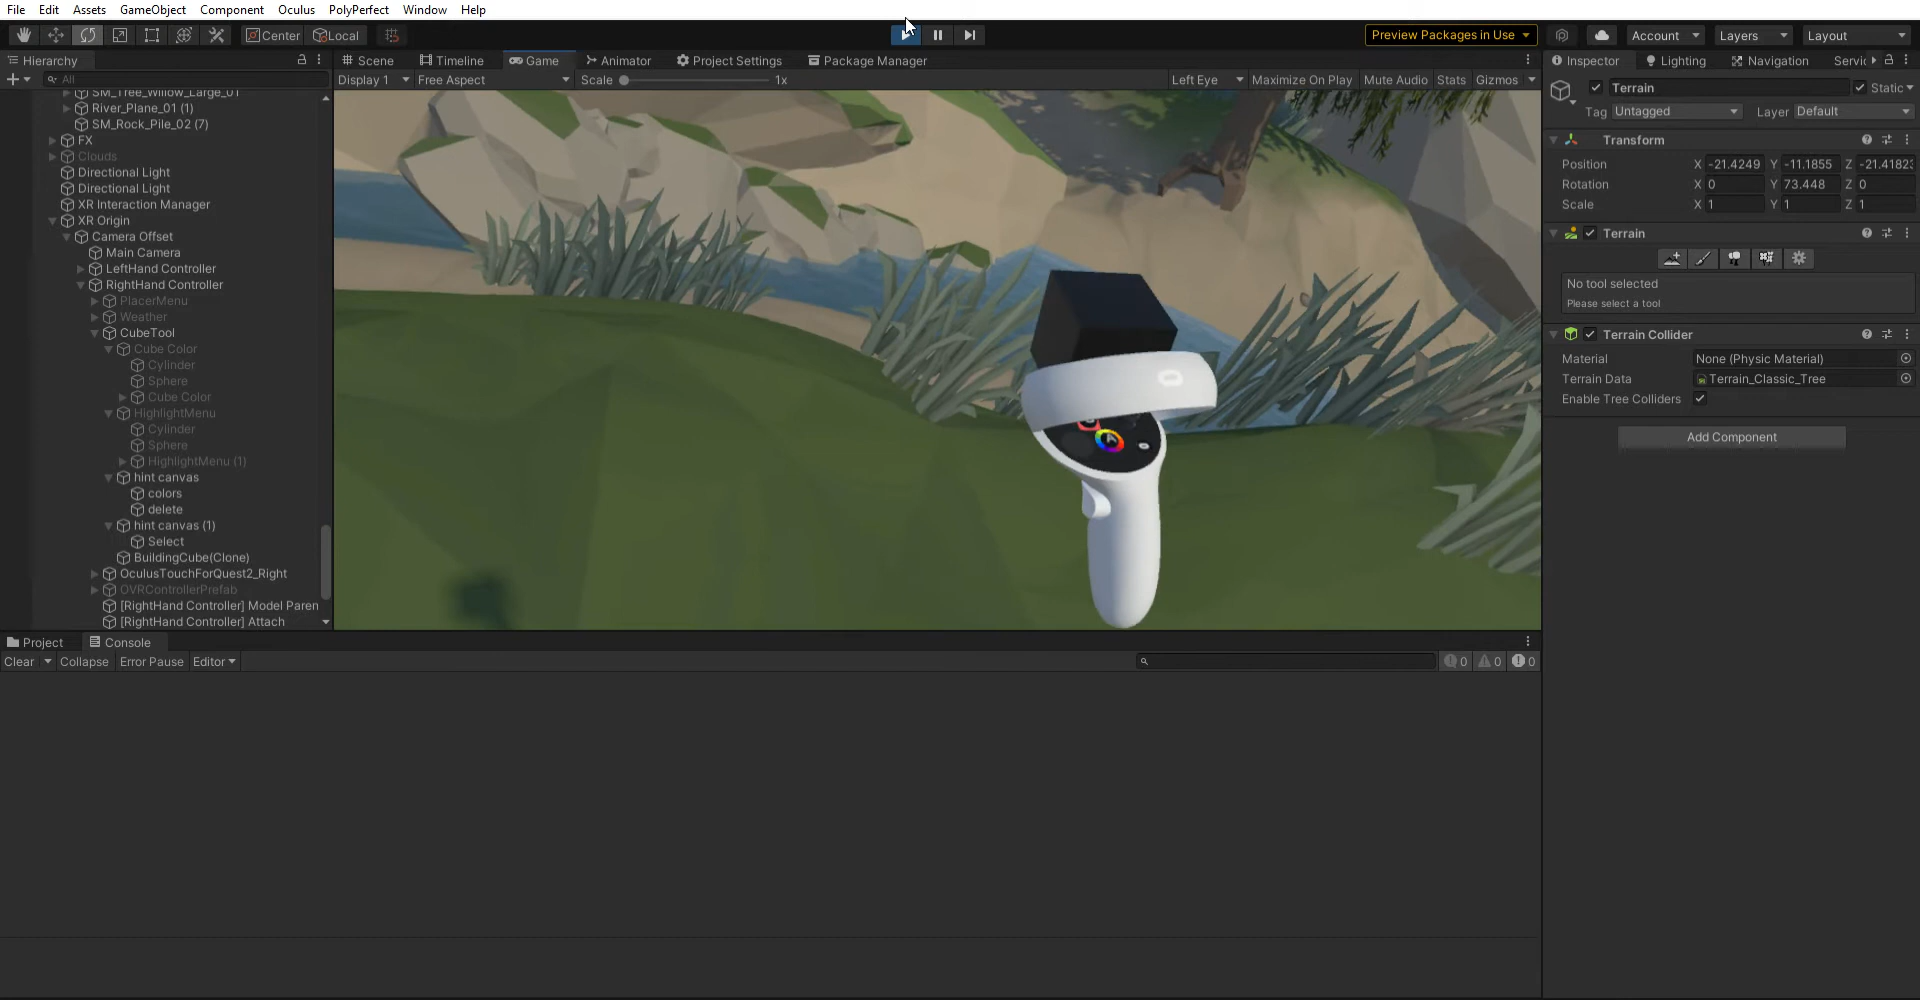 File Edit Assets GameObject Component Oculus PolyPerfect Window Help
Center Local Preview Packages in Use Account Layers Layout
Hierarchy
All
SM_Tree_Willow_Large_01
River_Plane_01 (1)
SM_Rock_Pile_02 (7)
FX
Clouds
Directional Light
Directional Light
XR Interaction Manager
XR Origin
Camera Offset
Main Camera
LeftHand Controller
RightHand Controller
PlacerMenu
Weather
CubeTool
Cube Color
Cylinder
Sphere
Cube Color
HighlightMenu
Cylinder
Sphere
HighlightMenu (1)
hint canvas
colors
delete
hint canvas (1)
Select
BuildingCube(Clone)
OculusTouchForQuest2_Right
OVRControllerPrefab
[RightHand Controller] Model Paren
[RightHand Controller] Attach
Scene Timeline Game Animator Project Settings Package Manager
Display 1 Free Aspect Scale 1x Left Eye Maximize On Play Mute Audio Stats Gizmos
Inspector Lighting Navigation Servic
Terrain Static
Tag Untagged Layer Default
Transform
Position X -21.4249 Y -11.1855 Z -21.4182
Rotation X 0 Y 73.448 Z 0
Scale X 1 Y 1 Z 1
Terrain
No tool selected
Please select a tool
Terrain Collider
Material None (Physic Material)
Terrain Data Terrain_Classic_Tree
Enable Tree Colliders
Add Component
Project Console
Clear Collapse Error Pause Editor 0 0 0